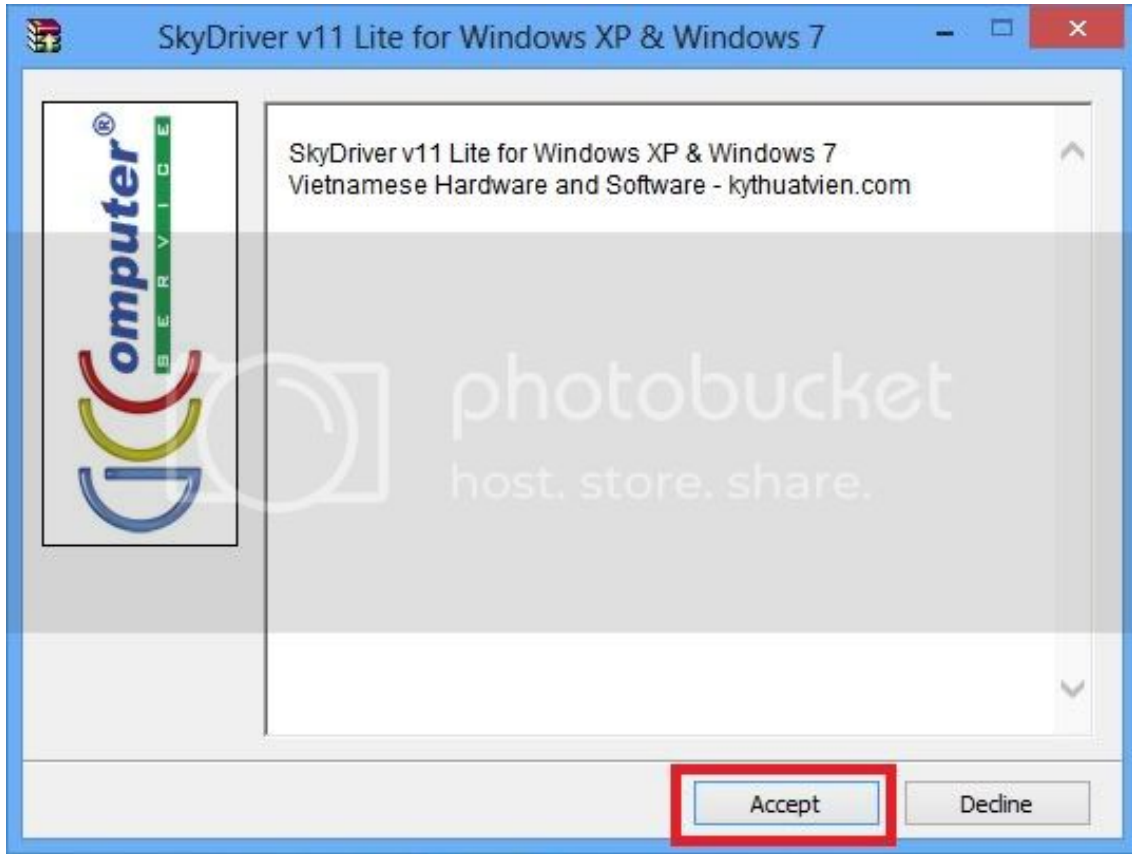 SkyDriver v11 Lite for Windows XP & Windows 7
GCComputer®
SERVICE
SkyDriver v11 Lite for Windows XP & Windows 7
Vietnamese Hardware and Software - kythuatvien.com
photobucket
host. store. share.
Accept
Decline